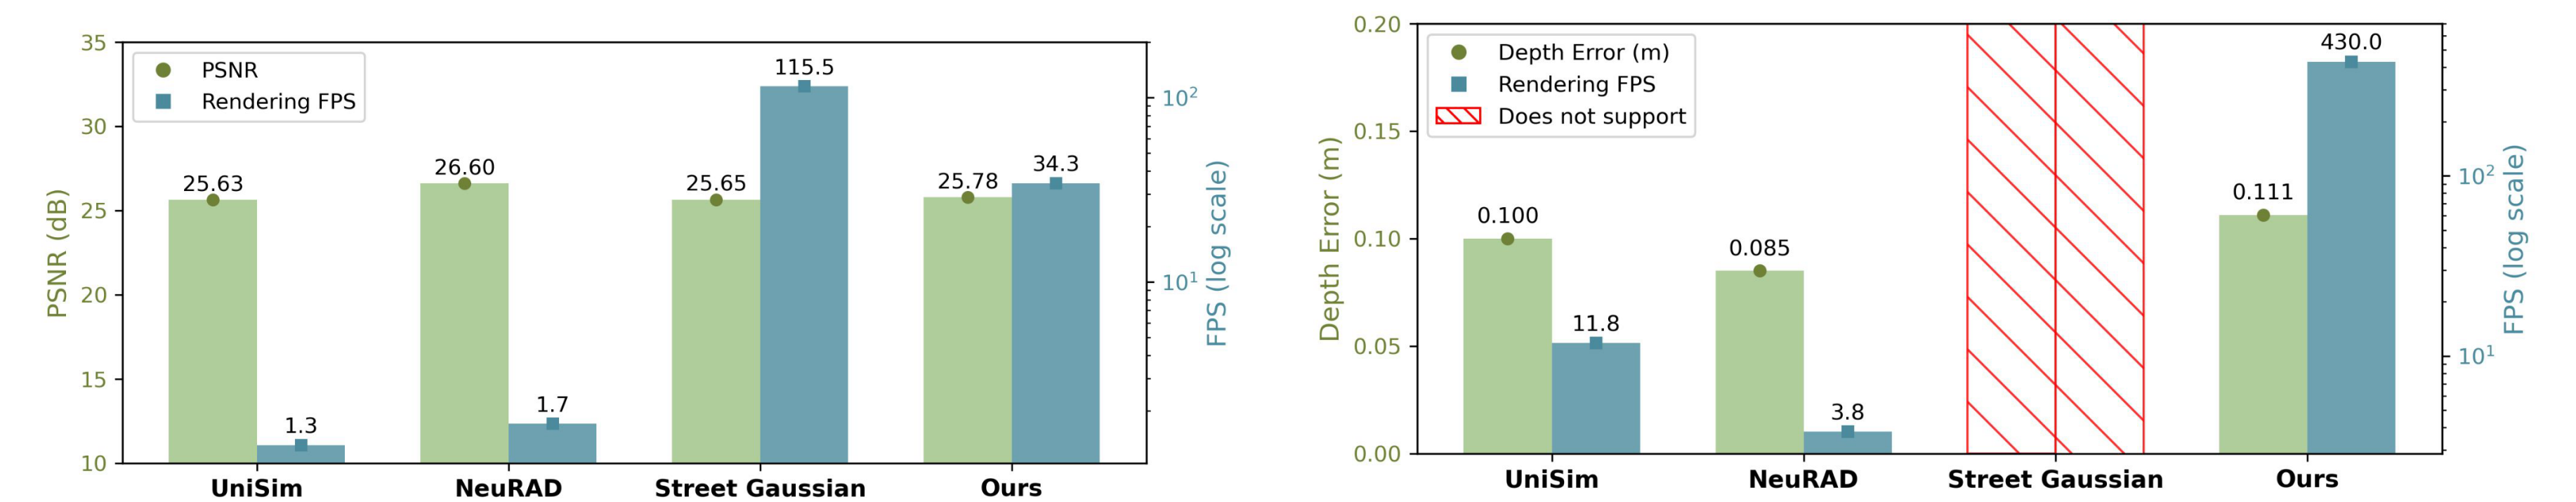 35
30
25
20
15
10
PSNR (dB)
PSNR
Rendering FPS
25.63
1.3
26.60
1.7
25.65
115.5
25.78
34.3
10²
10¹
FPS (log scale)
UniSim
NeuRAD
Street Gaussian
Ours
0.20
0.15
0.10
0.05
0.00
Depth Error (m)
Depth Error (m)
Rendering FPS
Does not support
0.100
11.8
0.085
3.8
0.111
430.0
10²
10¹
FPS (log scale)
UniSim
NeuRAD
Street Gaussian
Ours